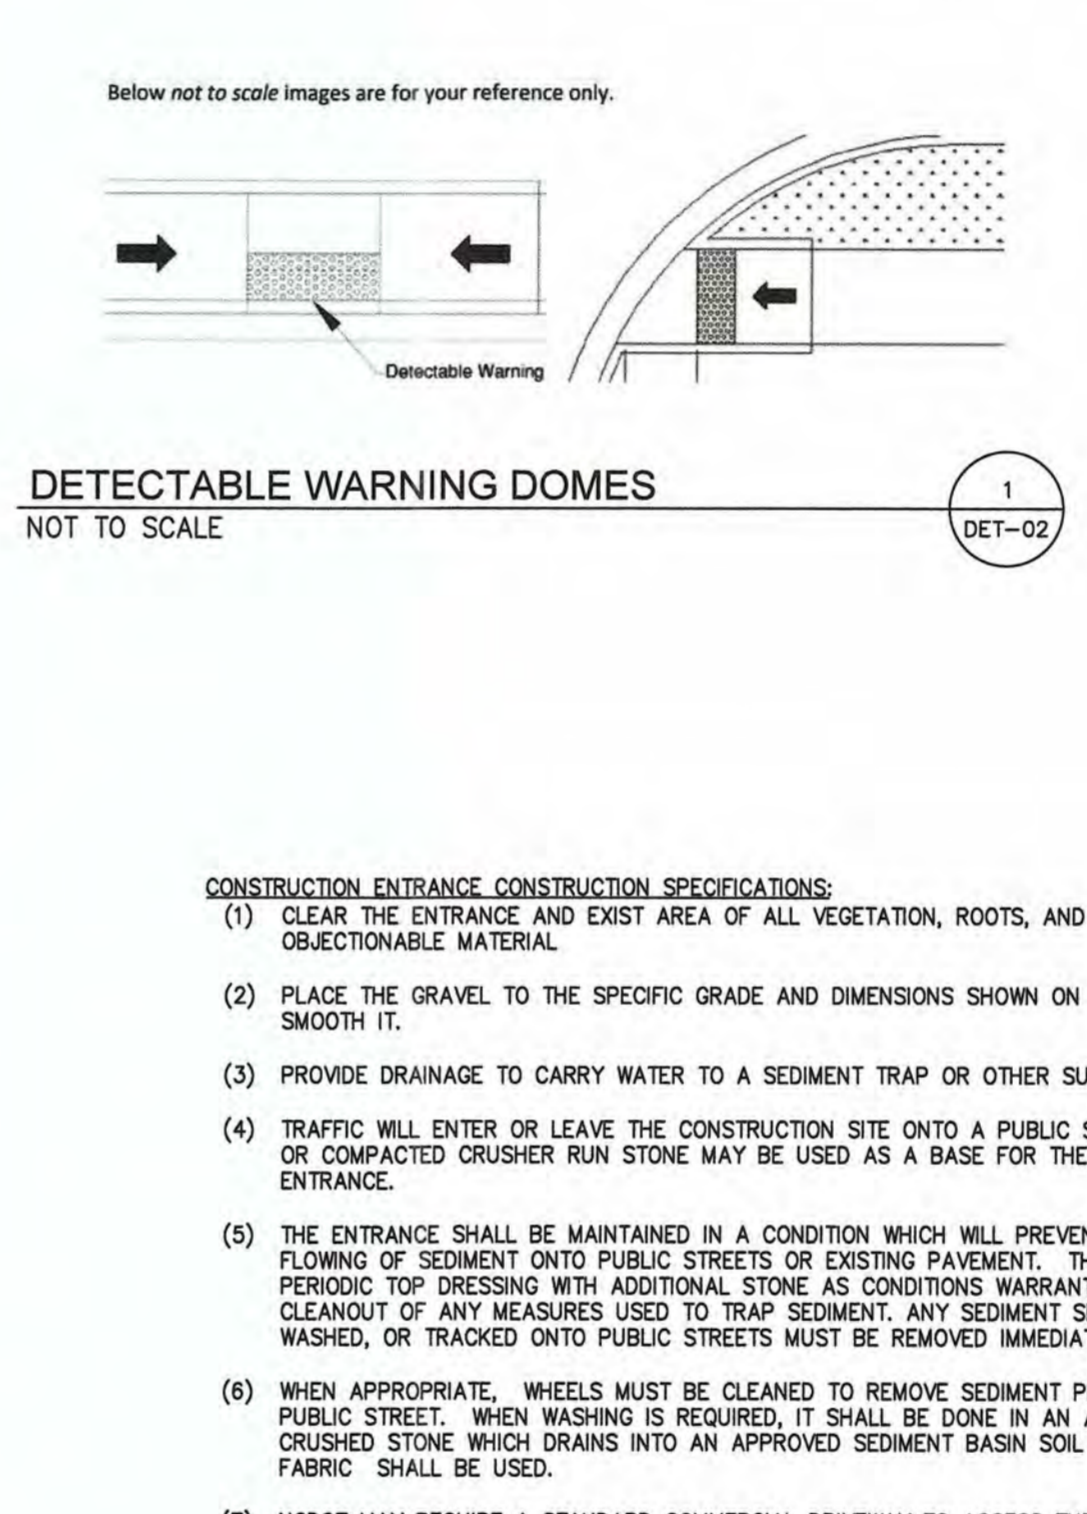 Below not to scale images are for your reference only.
Detectable Warning
DETECTABLE WARNING DOMES
NOT TO SCALE
1
DET-02
CONSTRUCTION ENTRANCE CONSTRUCTION SPECIFICATIONS:
(1) CLEAR THE ENTRANCE AND EXIST AREA OF ALL VEGETATION, ROOTS, AND
OBJECTIONABLE MATERIAL
(2) PLACE THE GRAVEL TO THE SPECIFIC GRADE AND DIMENSIONS SHOWN ON
SMOOTH IT.
(3) PROVIDE DRAINAGE TO CARRY WATER TO A SEDIMENT TRAP OR OTHER SU
(4) TRAFFIC WILL ENTER OR LEAVE THE CONSTRUCTION SITE ONTO A PUBLIC S
OR COMPACTED CRUSHER RUN STONE MAY BE USED AS A BASE FOR THE
ENTRANCE.
(5) THE ENTRANCE SHALL BE MAINTAINED IN A CONDITION WHICH WILL PREVEN
FLOWING OF SEDIMENT ONTO PUBLIC STREETS OR EXISTING PAVEMENT. TH
PERIODIC TOP DRESSING WITH ADDITIONAL STONE AS CONDITIONS WARRANT
CLEANOUT OF ANY MEASURES USED TO TRAP SEDIMENT. ANY SEDIMENT S
WASHED, OR TRACKED ONTO PUBLIC STREETS MUST BE REMOVED IMMEDIAT
(6) WHEN APPROPRIATE, WHEELS MUST BE CLEANED TO REMOVE SEDIMENT P
PUBLIC STREET. WHEN WASHING IS REQUIRED, IT SHALL BE DONE IN AN A
CRUSHED STONE WHICH DRAINS INTO AN APPROVED SEDIMENT BASIN SOIL
FABRIC SHALL BE USED.